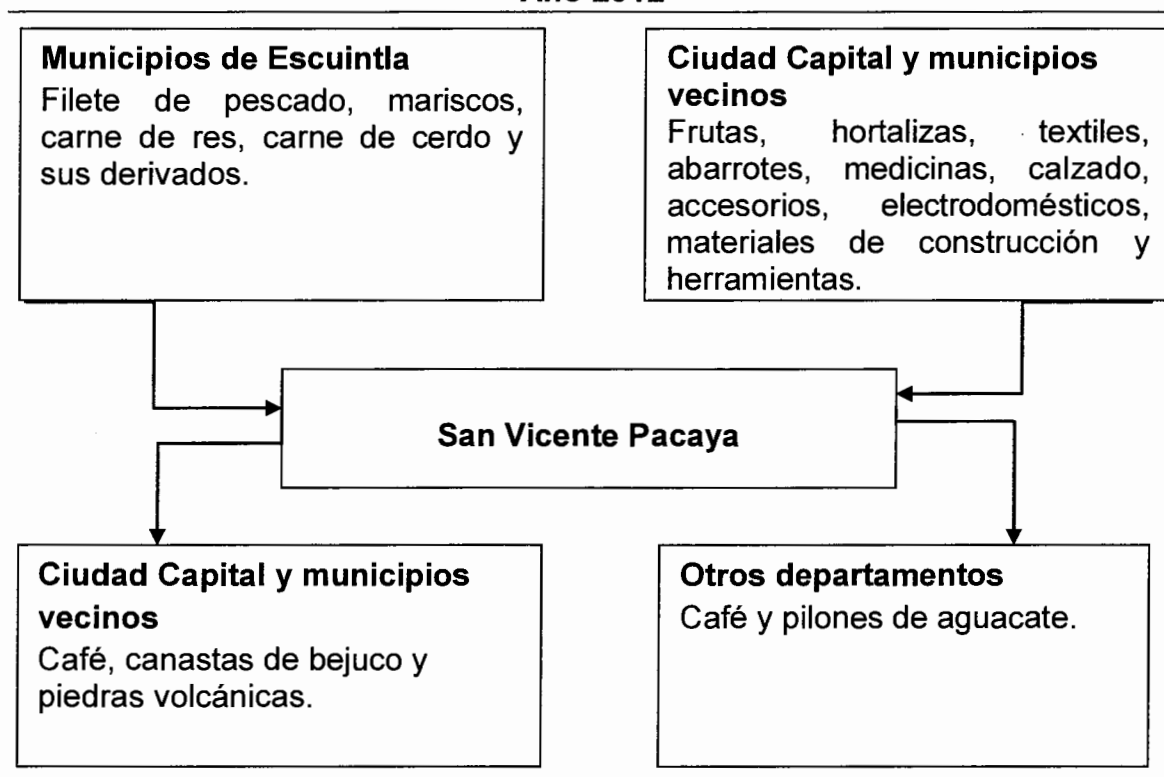 Municipios de Escuintla
Filete de pescado, mariscos,
carne de res, carne de cerdo y
sus derivados.
Ciudad Capital y municipios
vecinos
Frutas, hortalizas, textiles,
abarrotes, medicinas, calzado,
accesorios, electrodomésticos,
materiales de construcción y
herramientas.
San Vicente Pacaya
Ciudad Capital y municipios
vecinos
Café, canastas de bejuco y
piedras volcánicas.
Otros departamentos
Café y pilones de aguacate.